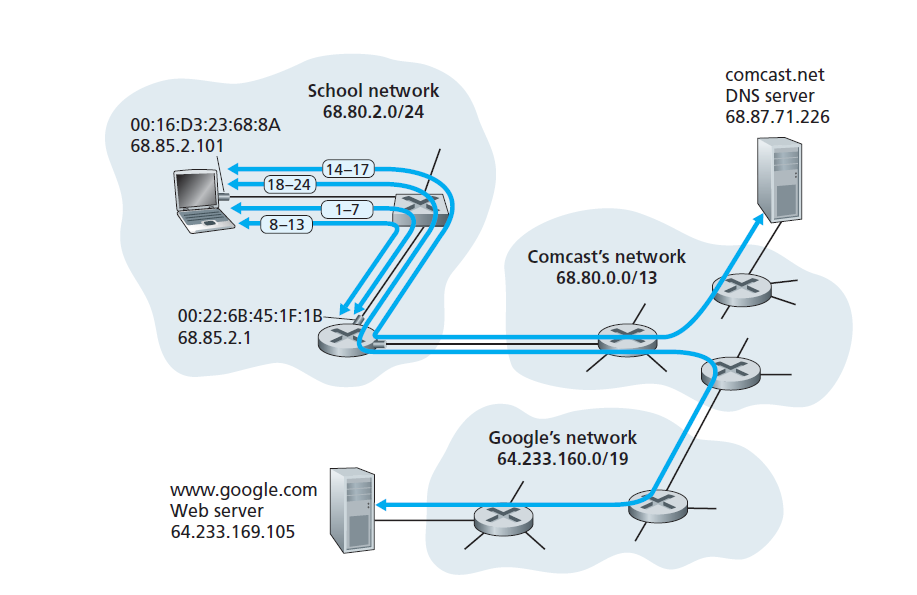 comcast.net
DNS server
68.87.71.226
School network
68.80.2.0/24
00:16:D3:23:68:8A
68.85.2.101
14–17
18–24
1–7
8–13
Comcast’s network
68.80.0.0/13
00:22:6B:45:1F:1B
68.85.2.1
Google’s network
64.233.160.0/19
www.google.com
Web server
64.233.169.105